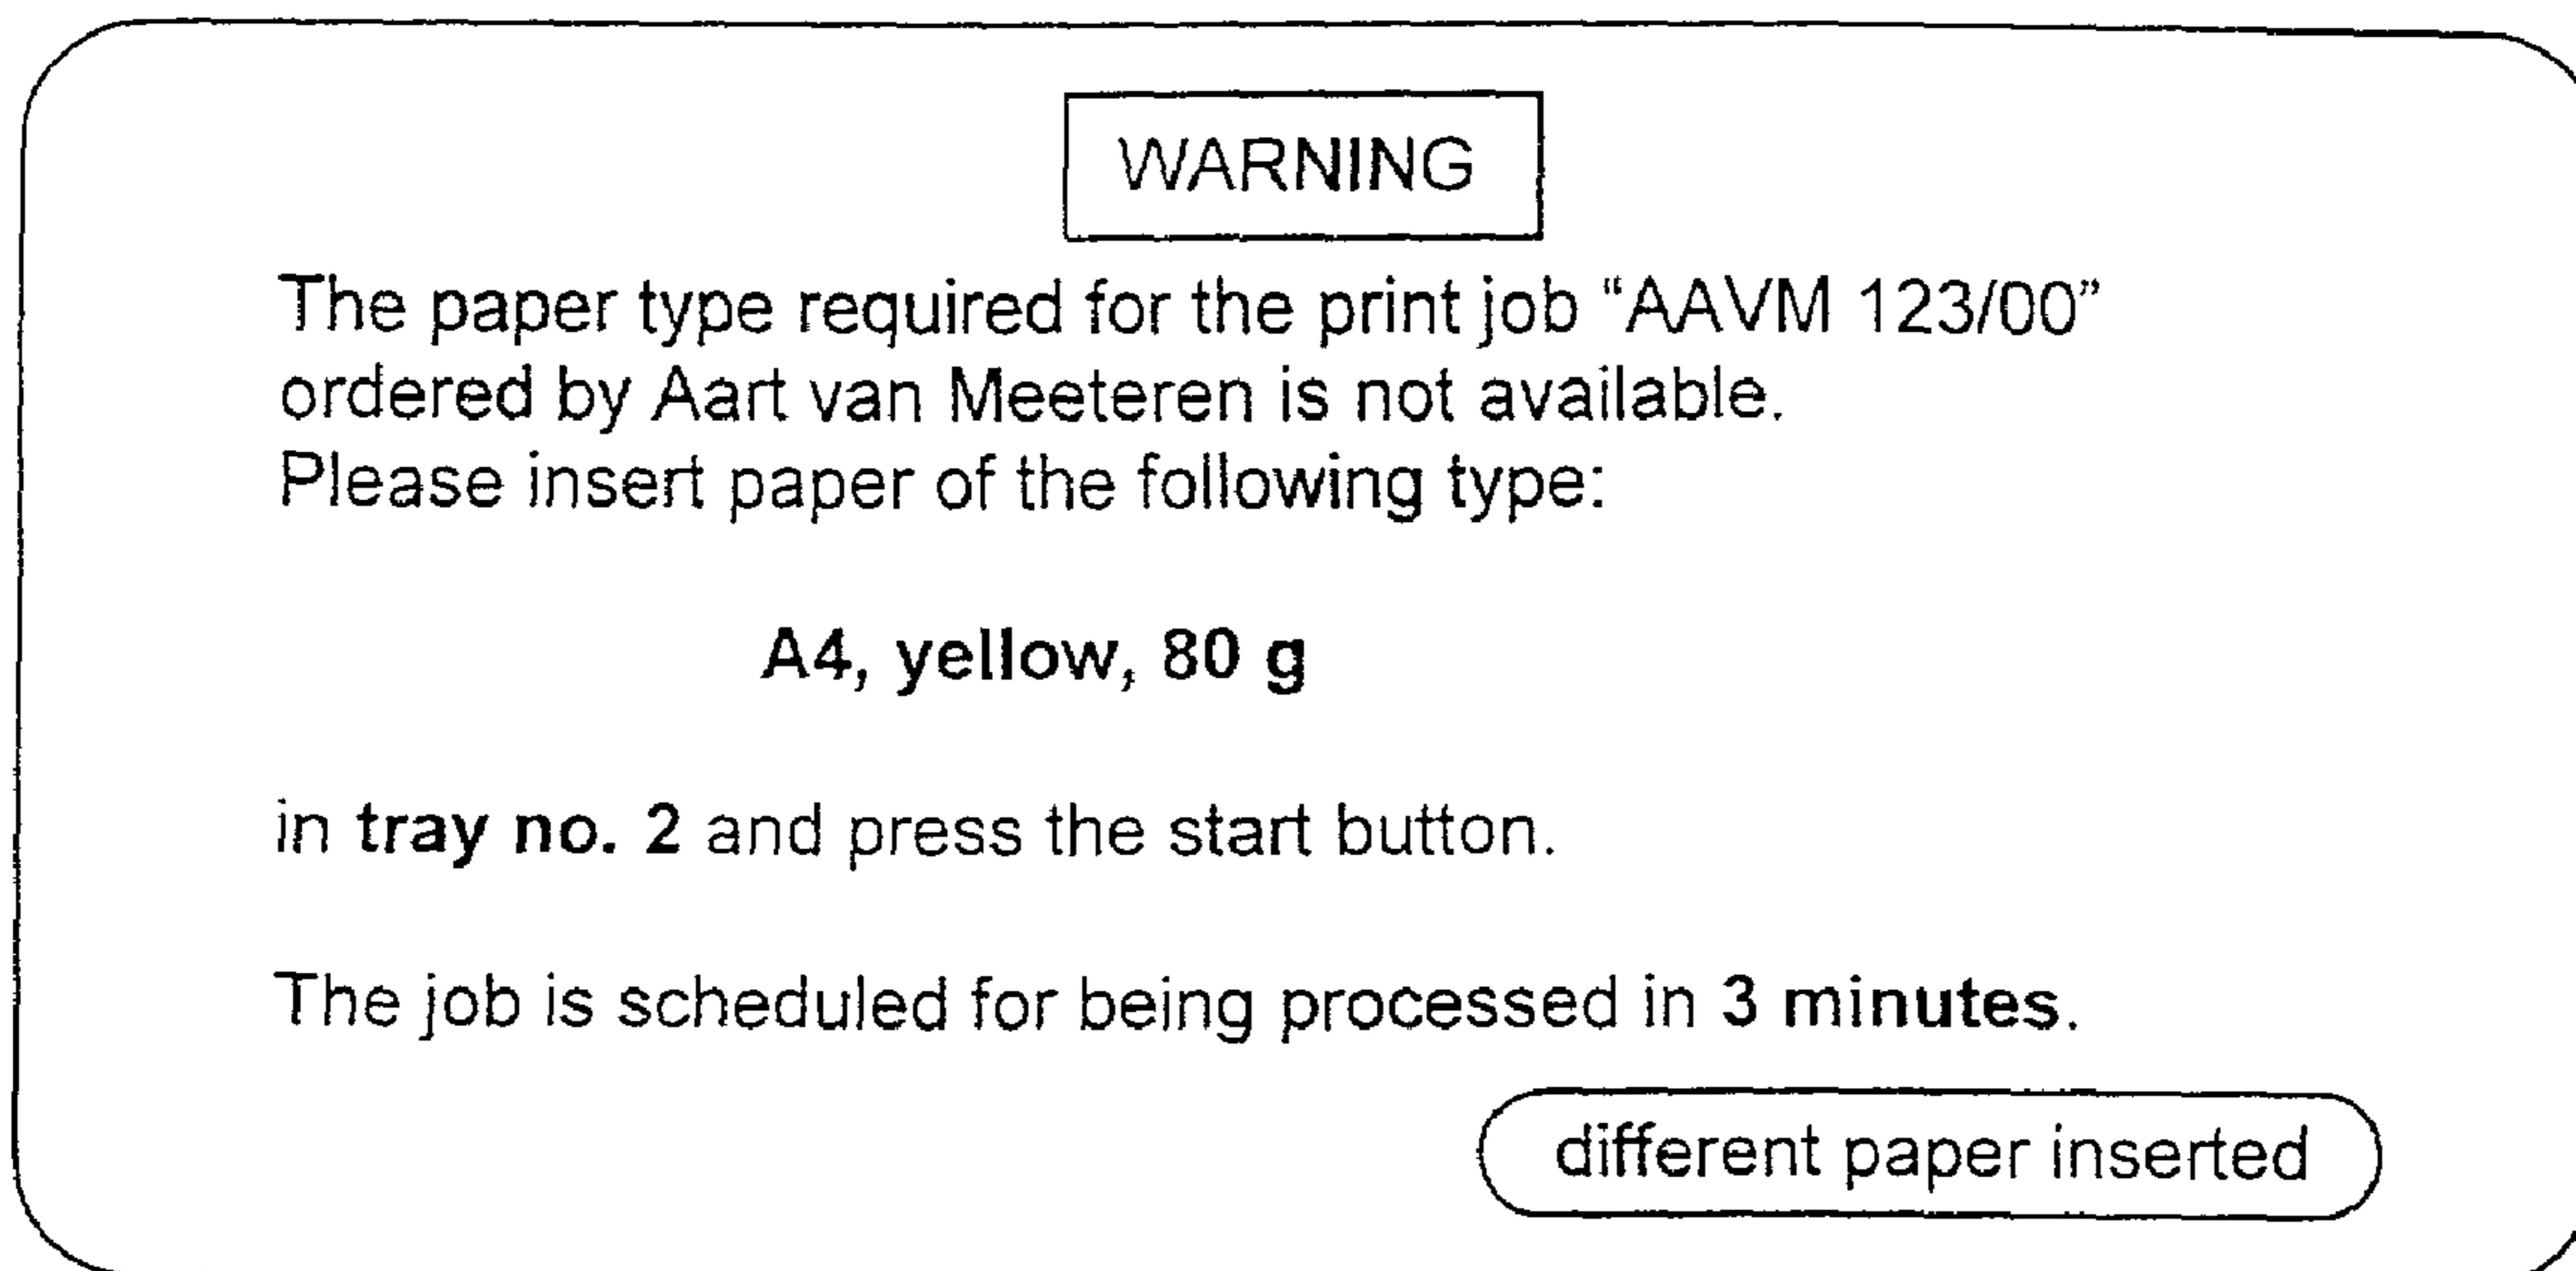 WARNING
The paper type required for the print job “AAVM 123/00”
ordered by Aart van Meeteren is not available.
Please insert paper of the following type:
A4, yellow, 80 g
in tray no. 2 and press the start button.
The job is scheduled for being processed in 3 minutes.
different paper inserted